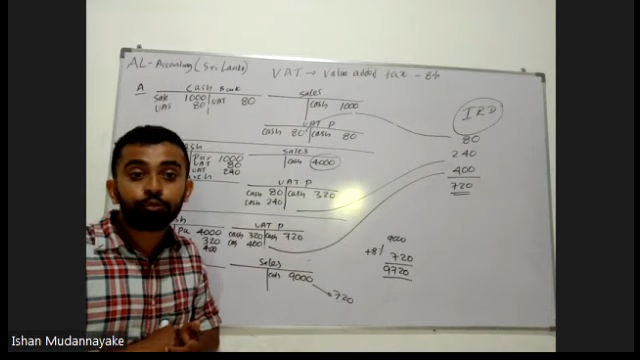 AL-Accounting (Sri Lanka) VAT → Value added tax - 8%
A
Cash
Sale 1000 VAT 80
VAT 80
Sales
Cash 1000
VAT P
Cash 80 Cash 80
IRD
80
240
400
720
Pur 1000
VAT 80
VAT 240
Sales
Cash 4000
VAT P
Cash 80 Cash 320
Cash 240
4000
320
400
VAT P
Cash 320 Cash 720
400
Sales
Cash 9000
→ 720
9000
+8% 720
9720
Ishan Mudannayake